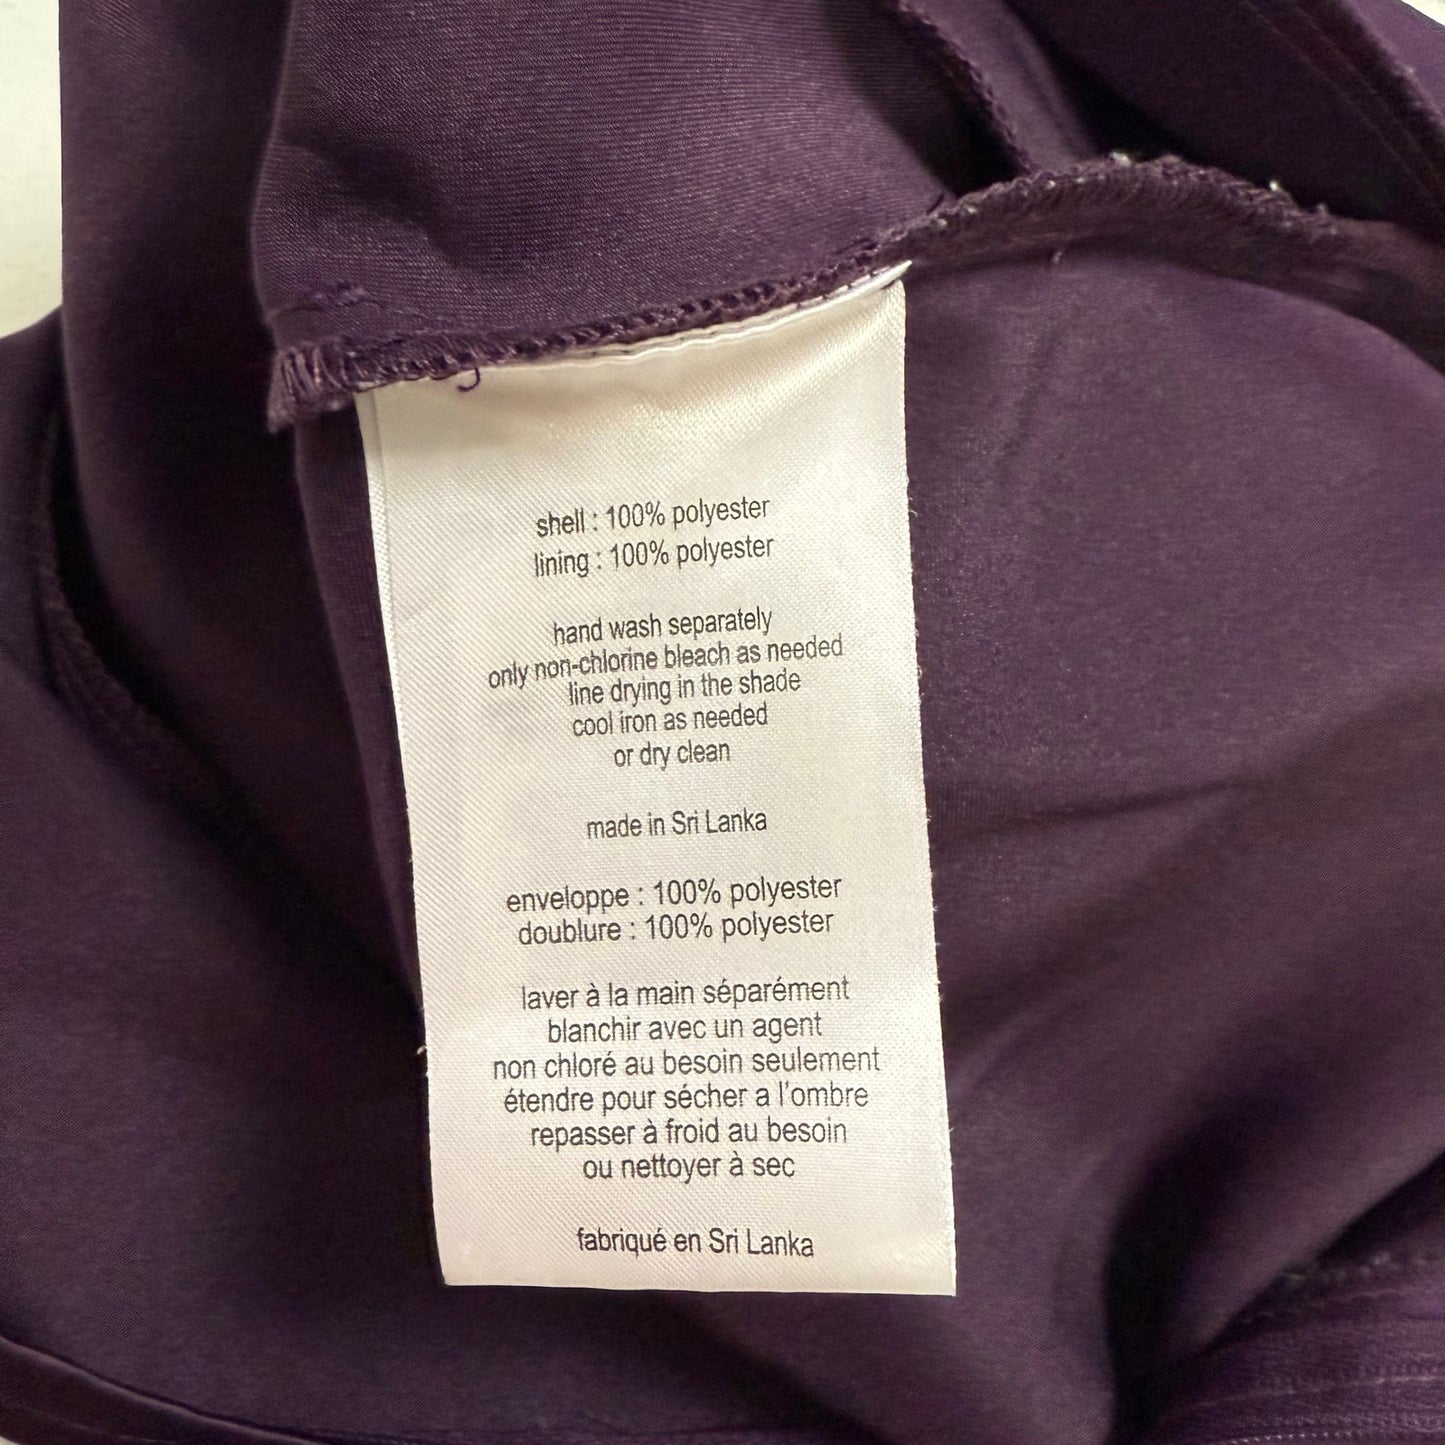 shell : 100% polyester
lining : 100% polyester
hand wash separately
only non-chlorine bleach as needed
line drying in the shade
cool iron as needed
or dry clean
made in Sri Lanka
enveloppe : 100% polyester
doublure : 100% polyester
laver à la main séparément
blanchir avec un agent
non chloré au besoin seulement
étendre pour sécher a l'ombre
repasser à froid au besoin
ou nettoyer à sec
fabriqué en Sri Lanka